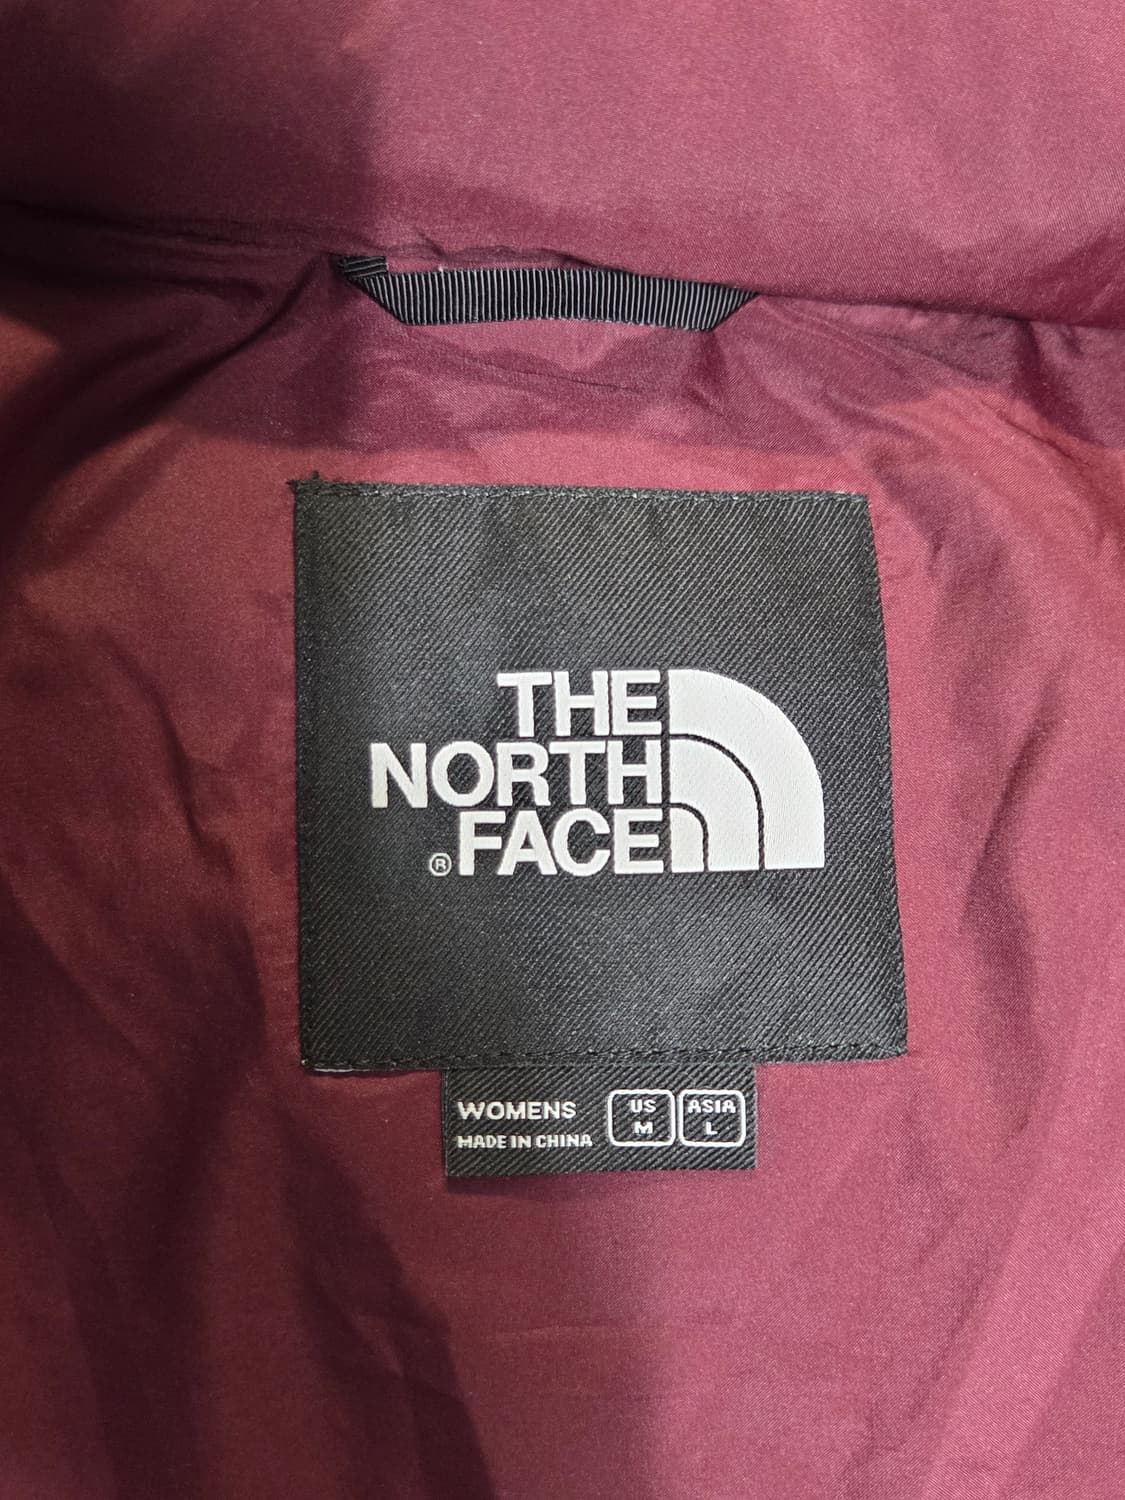 THE
NORTH
®FACE
WOMENS
MADE IN CHINA
US
M
ASIA
L